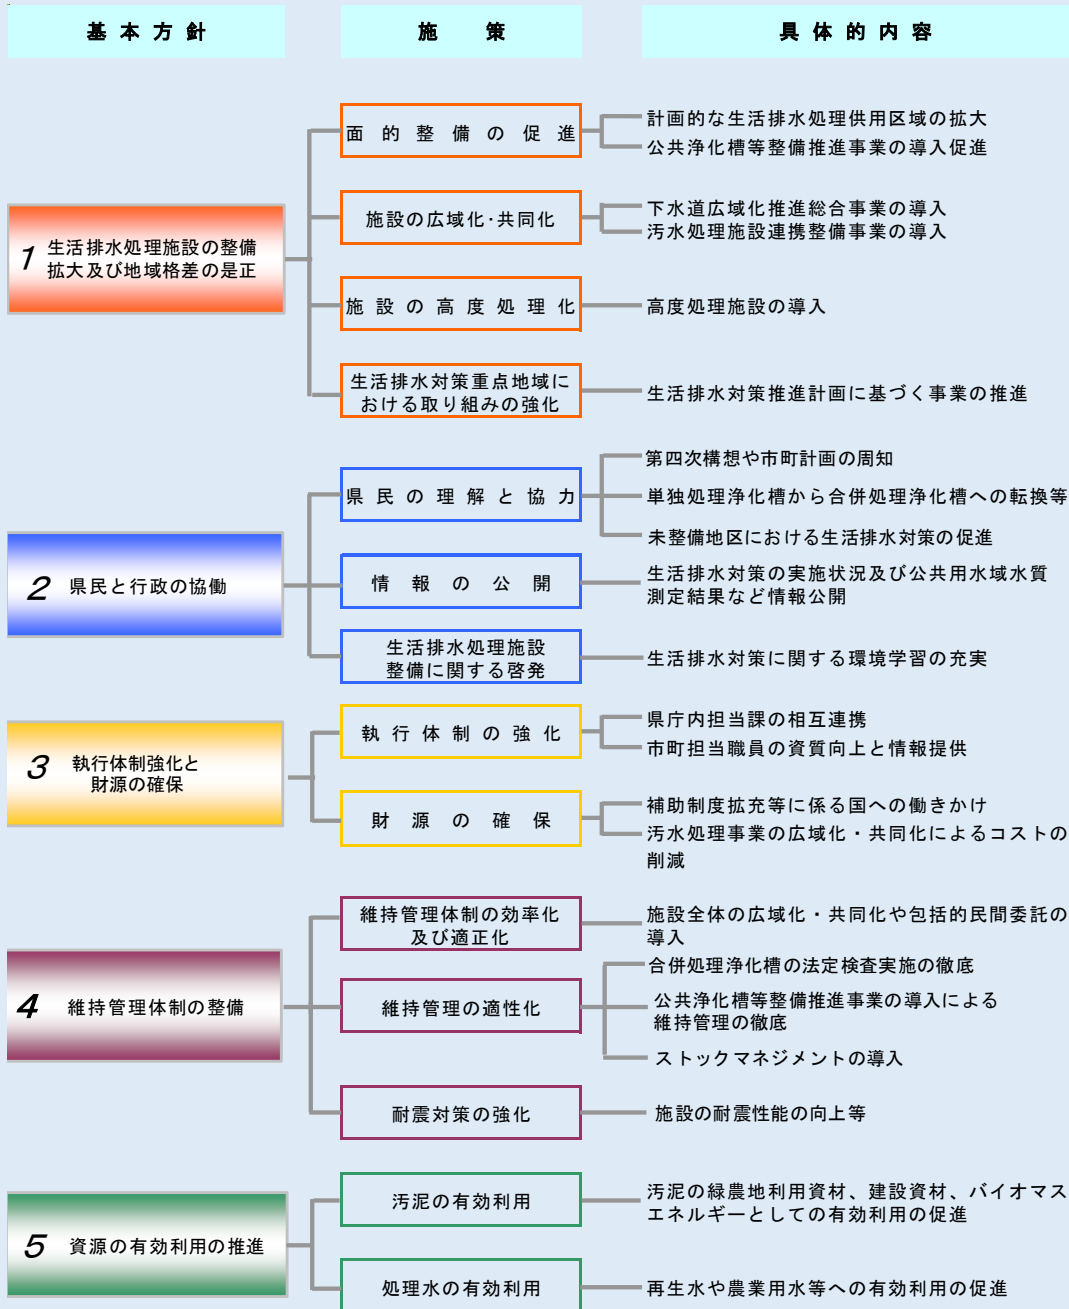 基本方針
施策
具体的内容
1 生活排水処理施設の整備
拡大及び地域格差の是正
面的整備の促進
計画的な生活排水処理供用区域の拡大
公共浄化槽等整備推進事業の導入促進
施設の広域化･共同化
下水道広域化推進総合事業の導入
汚水処理施設連携整備事業の導入
施設の高度処理化
高度処理施設の導入
生活排水対策重点地域に
おける取り組みの強化
生活排水対策推進計画に基づく事業の推進
2 県民と行政の協働
県民の理解と協力
第四次構想や市町計画の周知
単独処理浄化槽から合併処理浄化槽への転換等
未整備地区における生活排水対策の促進
情報の公開
生活排水対策の実施状況及び公共用水域水質
測定結果など情報公開
生活排水処理施設
整備に関する啓発
生活排水対策に関する環境学習の充実
3 執行体制強化と
財源の確保
執行体制の強化
県庁内担当課の相互連携
市町担当職員の資質向上と情報提供
財源の確保
補助制度拡充等に係る国への働きかけ
汚水処理事業の広域化・共同化によるコストの
削減
4 維持管理体制の整備
維持管理体制の効率化
及び適正化
施設全体の広域化・共同化や包括的民間委託の
導入
維持管理の適性化
合併処理浄化槽の法定検査実施の徹底
公共浄化槽等整備推進事業の導入による
維持管理の徹底
ストックマネジメントの導入
耐震対策の強化
施設の耐震性能の向上等
5 資源の有効利用の推進
汚泥の有効利用
汚泥の緑農地利用資材、建設資材、バイオマス
エネルギーとしての有効利用の促進
処理水の有効利用
再生水や農業用水等への有効利用の促進